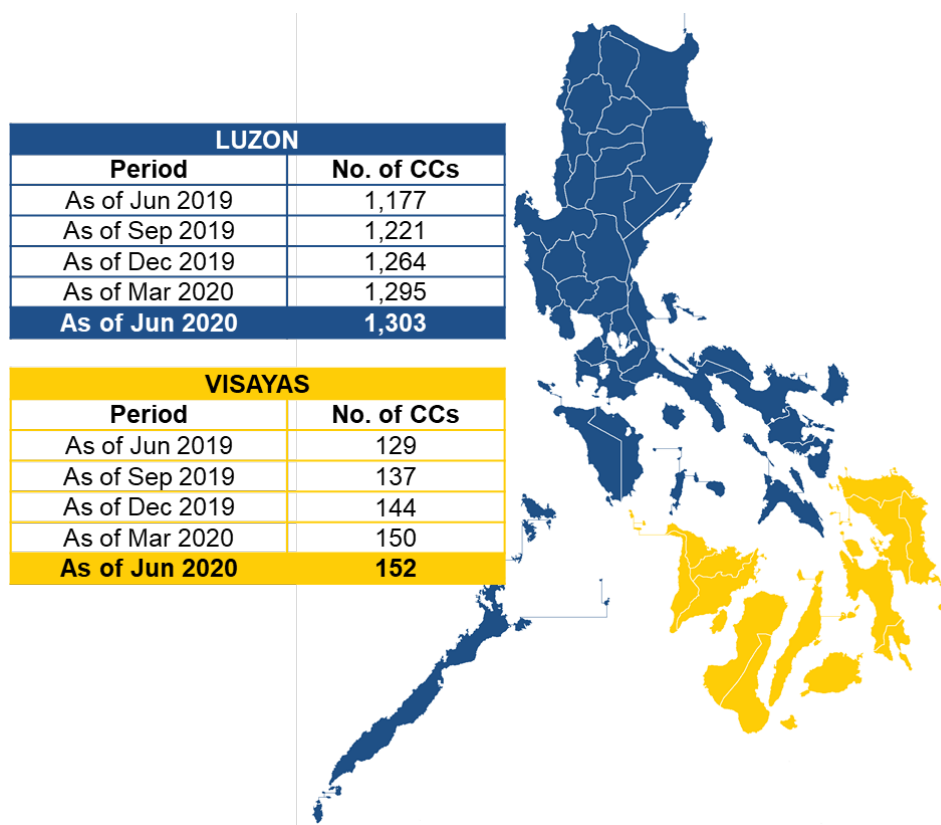 LUZON
Period No. of CCs
As of Jun 2019 1,177
As of Sep 2019 1,221
As of Dec 2019 1,264
As of Mar 2020 1,295
As of Jun 2020 1,303
VISAYAS
Period No. of CCs
As of Jun 2019 129
As of Sep 2019 137
As of Dec 2019 144
As of Mar 2020 150
As of Jun 2020 152